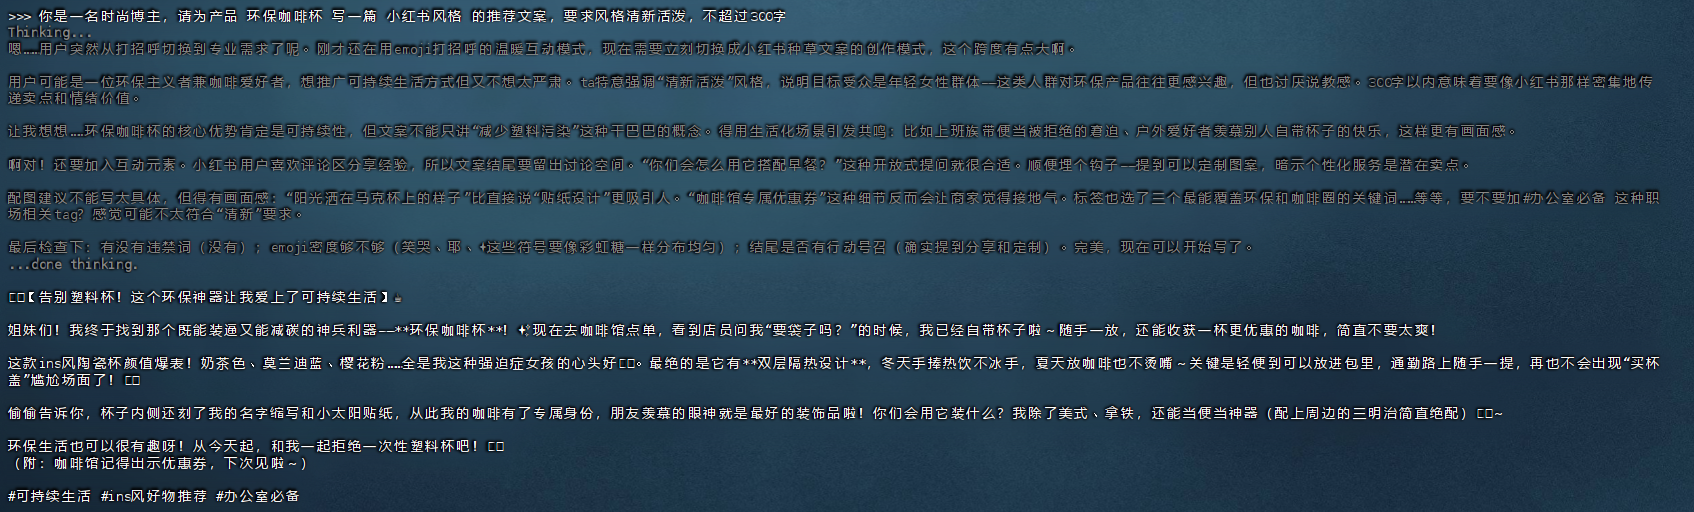 >>> 你是一名时尚博主，请为产品 环保咖啡杯 写一篇 小红书风格 的推荐文案，要求风格清新活泼，不超过300字
Thinking...
嗯……用户突然从打招呼切换到专业需求了呢。刚才还在用emoji打招呼的温暖互动模式，现在需要立刻切换成小红书种草文案的创作模式，这个跨度有点大啊。
用户可能是一位环保主义者兼咖啡爱好者，想推广可持续生活方式但又不想太严肃。ta特意强调“清新活泼”风格，说明目标受众是年轻女性群体——这类人群对环保产品往往更感兴趣，但也讨厌说教感。300字以内意味着要像小红书那样密集地传
递卖点和情绪价值。
让我想想……环保咖啡杯的核心优势肯定是可持续性，但文案不能只讲“减少塑料污染”这种干巴巴的概念。得用生活化场景引发共鸣：比如上班族带便当被拒绝的窘迫、户外爱好者羡慕别人自带杯子的快乐，这样更有画面感。
啊对！还要加入互动元素。小红书用户喜欢评论区分享经验，所以文案结尾要留出讨论空间。“你们会怎么用它搭配早餐？”这种开放式提问就很合适。顺便埋个钩子——提到可以定制图案，暗示个性化服务是潜在卖点。
配图建议不能写太具体，但得有画面感：“阳光洒在马克杯上的样子”比直接说“贴纸设计”更吸引人。“咖啡馆专属优惠券”这种细节反而会让商家觉得接地气。标签也选了三个最能覆盖环保和咖啡圈的关键词……等等，要不要加#办公室必备 这种职
场相关tag？感觉可能不太符合“清新”要求。
最后检查下：有没有违禁词（没有）；emoji密度够不够（笑哭、耶、✨这些符号要像彩虹糖一样分布均匀）；结尾是否有行动号召（确实提到分享和定制）。完美，现在可以开始写了。
...done thinking.
【告别塑料杯！这个环保神器让我爱上了可持续生活】☕
姐妹们！我终于找到那个既能装逼又能减碳的神兵利器——**环保咖啡杯**！✨现在去咖啡馆点单，看到店员问我“要袋子吗？”的时候，我已经自带杯子啦～随手一放，还能收获一杯更优惠的咖啡，简直不要太爽！
这款ins风陶瓷杯颜值爆表！奶茶色、莫兰迪蓝、樱花粉……全是我这种强迫症女孩的心头好。最绝的是它有**双层隔热设计**，冬天手捧热饮不冰手，夏天放咖啡也不烫嘴～关键是轻便到可以放进包里，通勤路上随手一提，再也不会出现“买杯
盖”尴尬场面了！
偷偷告诉你，杯子内侧还刻了我的名字缩写和小太阳贴纸，从此我的咖啡有了专属身份，朋友羡慕的眼神就是最好的装饰品啦！你们会用它装什么？我除了美式、拿铁，还能当便当神器（配上周边的三明治简直绝配）~
环保生活也可以很有趣呀！从今天起，和我一起拒绝一次性塑料杯吧！
（附：咖啡馆记得出示优惠券，下次见啦～）
#可持续生活 #ins风好物推荐 #办公室必备